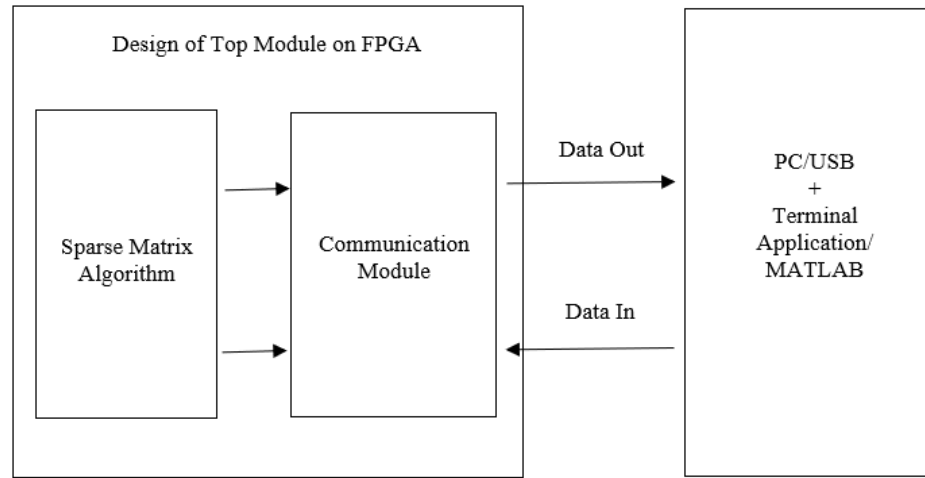 Design of Top Module on FPGA
Sparse Matrix
Algorithm
Communication
Module
Data Out
Data In
PC/USB
+
Terminal
Application/
MATLAB